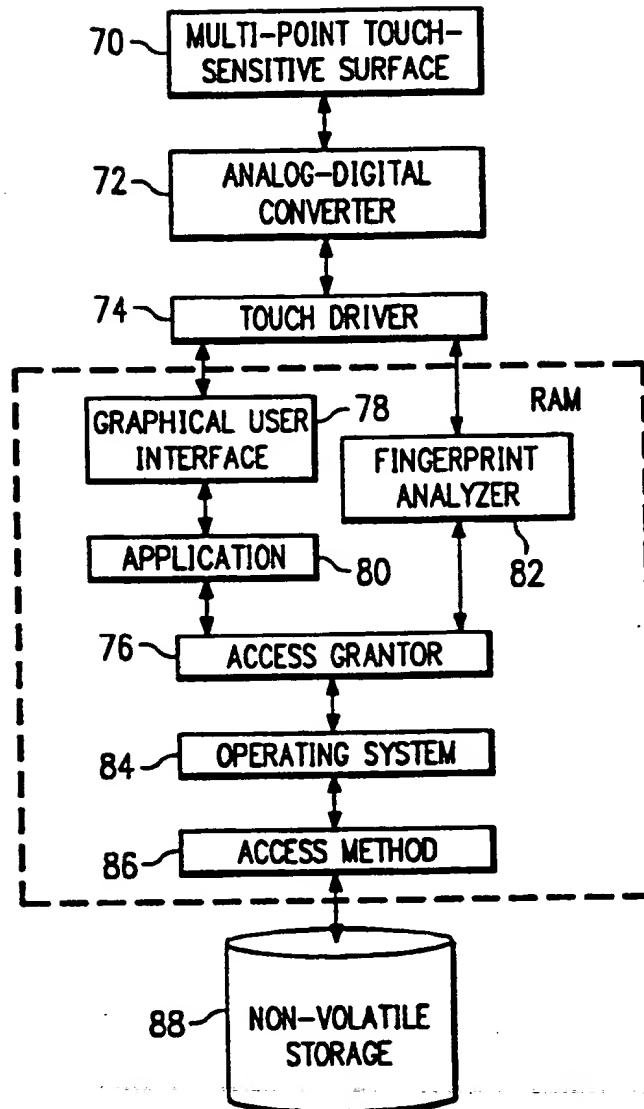 70
MULTI-POINT TOUCH-
SENSITIVE SURFACE
72
ANALOG-DIGITAL
CONVERTER
74
TOUCH DRIVER
RAM
GRAPHICAL USER
INTERFACE
78
FINGERPRINT
ANALYZER
82
APPLICATION
80
76
ACCESS GRANTOR
84
OPERATING SYSTEM
86
ACCESS METHOD
88
NON-VOLATILE
STORAGE